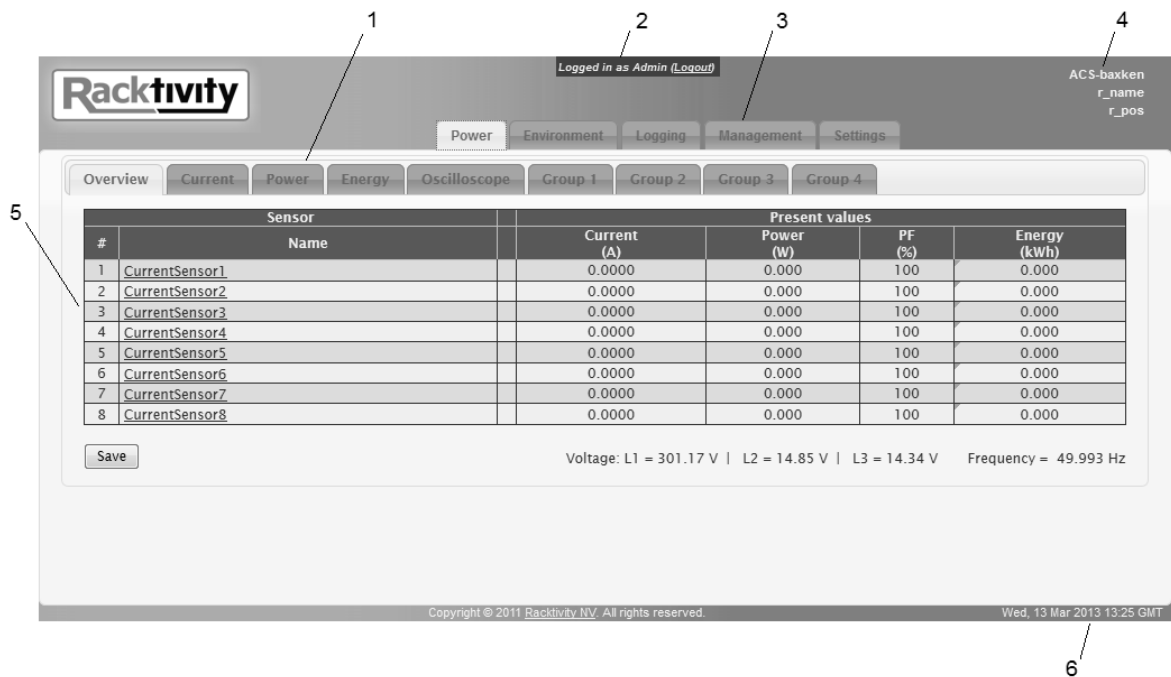 1 2 3 4
Logged in as Admin (Logout)
Racktivity
ACS-baxken
r_name
r_pos
Power Environment Logging Management Settings
Overview Current Power Energy Oscilloscope Group 1 Group 2 Group 3 Group 4
5
Sensor Present values
# Name Current (A) Power (W) PF (%) Energy (kWh)
1 CurrentSensor1 0.0000 0.000 100 0.000
2 CurrentSensor2 0.0000 0.000 100 0.000
3 CurrentSensor3 0.0000 0.000 100 0.000
4 CurrentSensor4 0.0000 0.000 100 0.000
5 CurrentSensor5 0.0000 0.000 100 0.000
6 CurrentSensor6 0.0000 0.000 100 0.000
7 CurrentSensor7 0.0000 0.000 100 0.000
8 CurrentSensor8 0.0000 0.000 100 0.000
Save Voltage: L1 = 301.17 V | L2 = 14.85 V | L3 = 14.34 V Frequency = 49.993 Hz
Copyright © 2011 Racktivity NV. All rights reserved. Wed, 13 Mar 2013 13:25 GMT
6